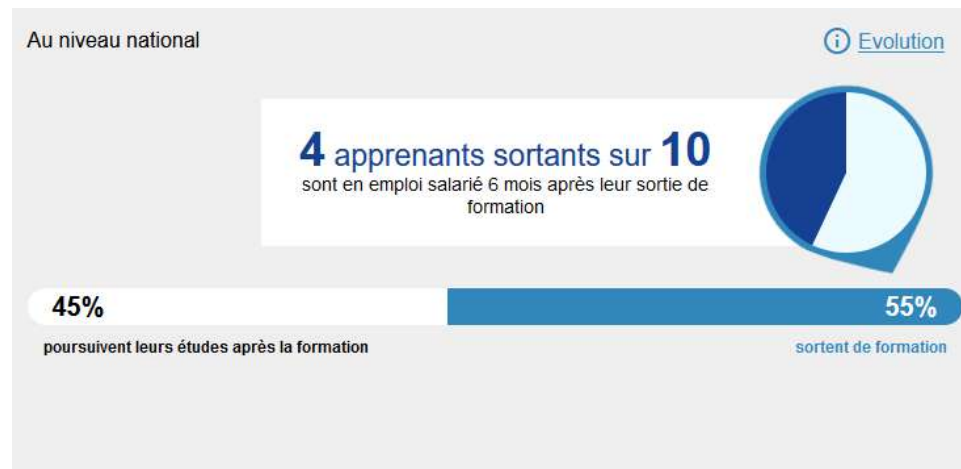 Au niveau national
Evolution
4 apprenants sortants sur 10
sont en emploi salarié 6 mois après leur sortie de
formation
45%
55%
poursuivent leurs études après la formation
sortent de formation